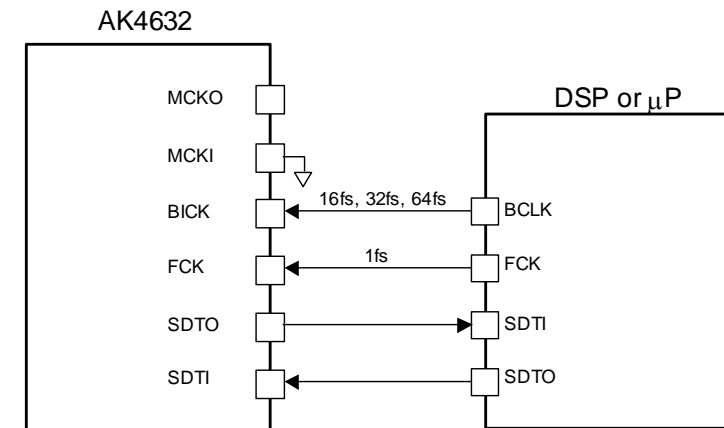 AK4632
DSP or μP
MCKO
MCKI
BICK
16fs, 32fs, 64fs
BCLK
FCK
1fs
FCK
SDTO
SDTI
SDTI
SDTO